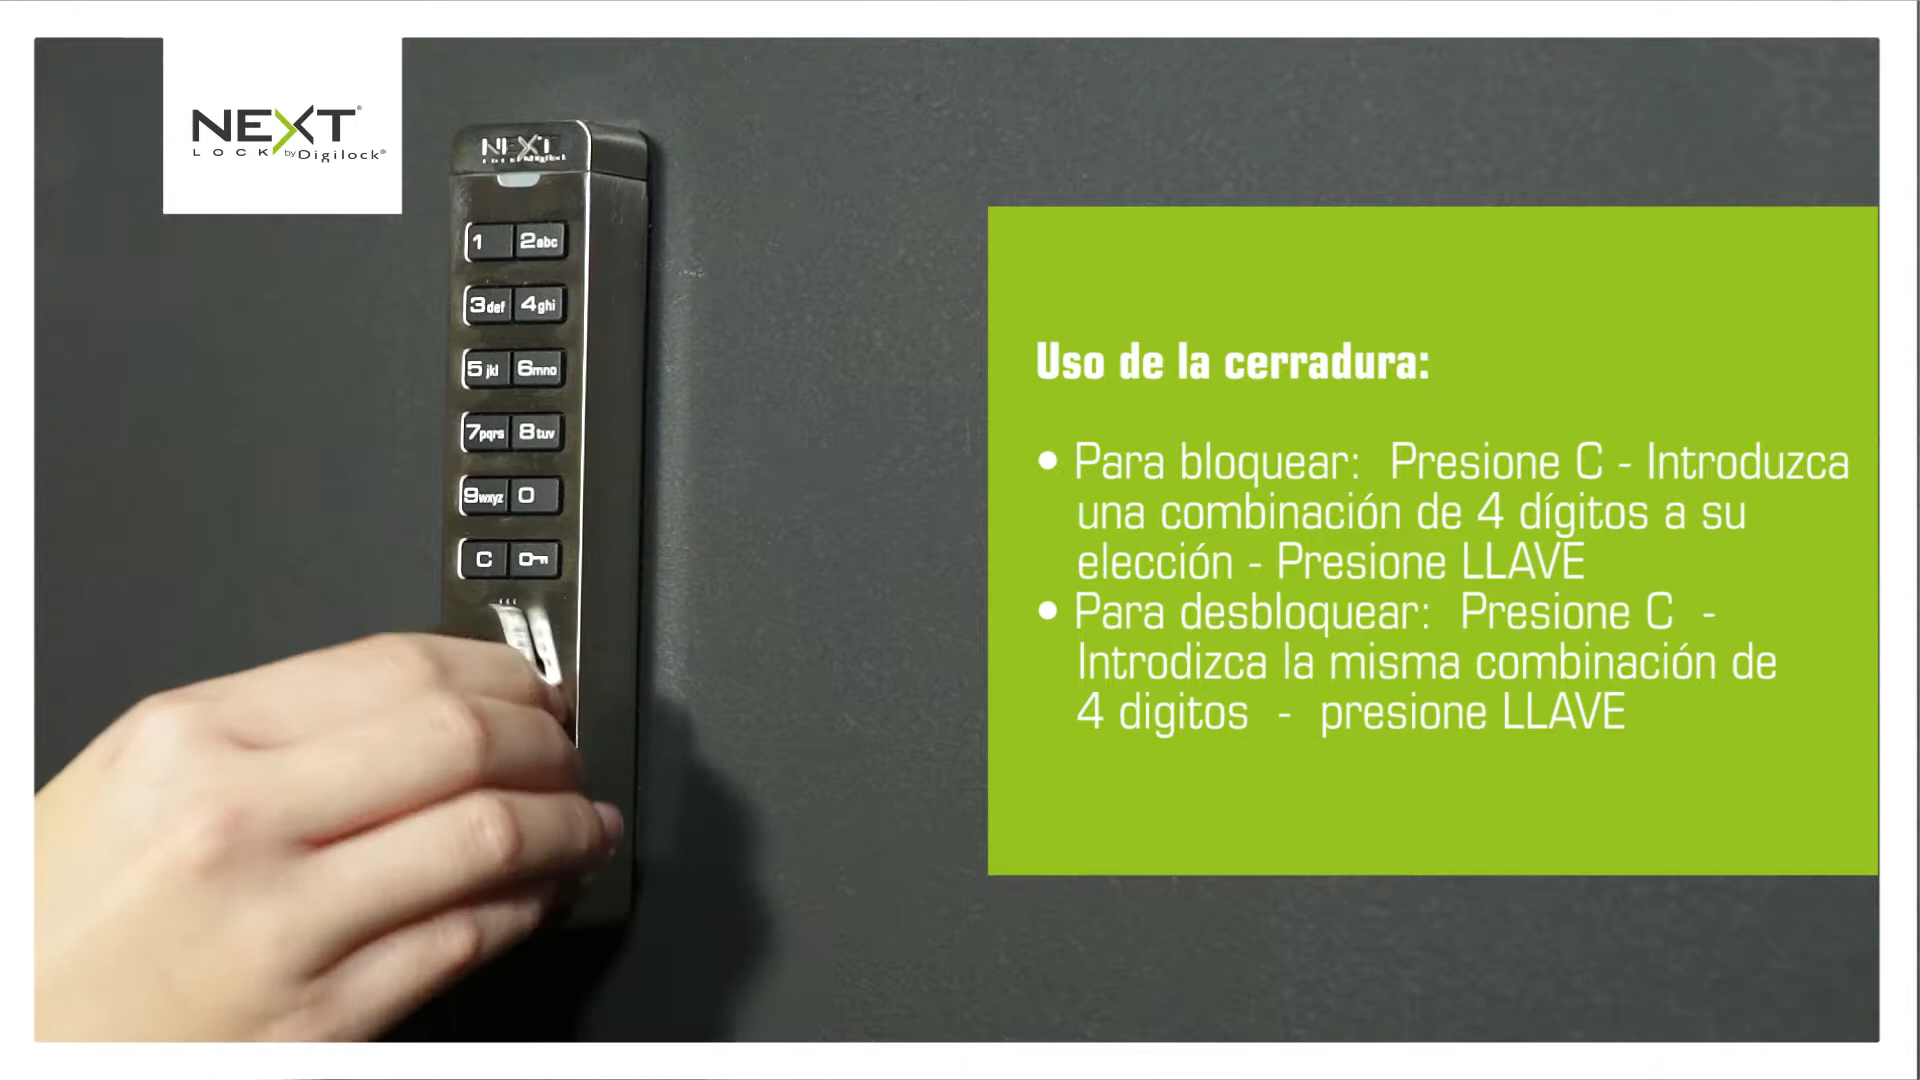 NEXT®
LOCK by Digilock®
NEXT
1 2abc
3def 4ghi
5jkl 6mno
7pqrs 8tuv
9wxyz 0
C
Uso de la cerradura:
• Para bloquear: Presione C - Introduzca
una combinación de 4 dígitos a su
elección - Presione LLAVE
• Para desbloquear: Presione C -
Introdizca la misma combinación de
4 digitos - presione LLAVE